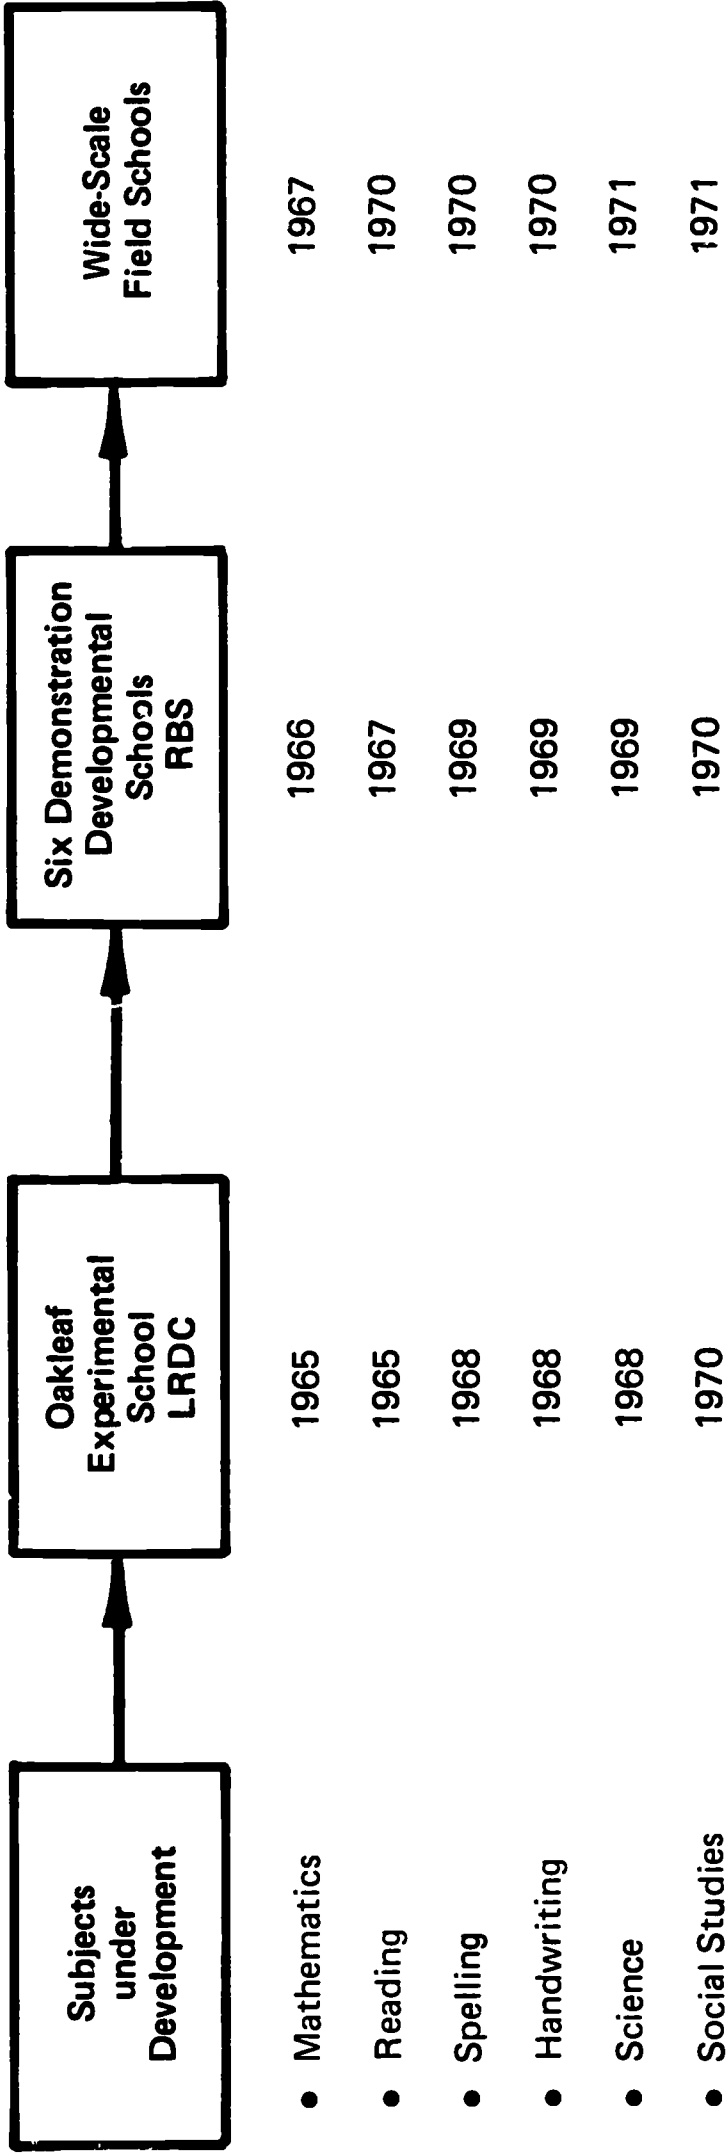 Subjects
under
Development
Oakleaf
Experimental
School
LRDC
Six Demonstration
Developmental
Schools
RBS
Wide-Scale
Field Schools
• Mathematics 1965 1966 1967
• Reading 1965 1967 1970
• Spelling 1968 1969 1970
• Handwriting 1968 1969 1970
• Science 1968 1969 1971
• Social Studies 1970 1970 1971